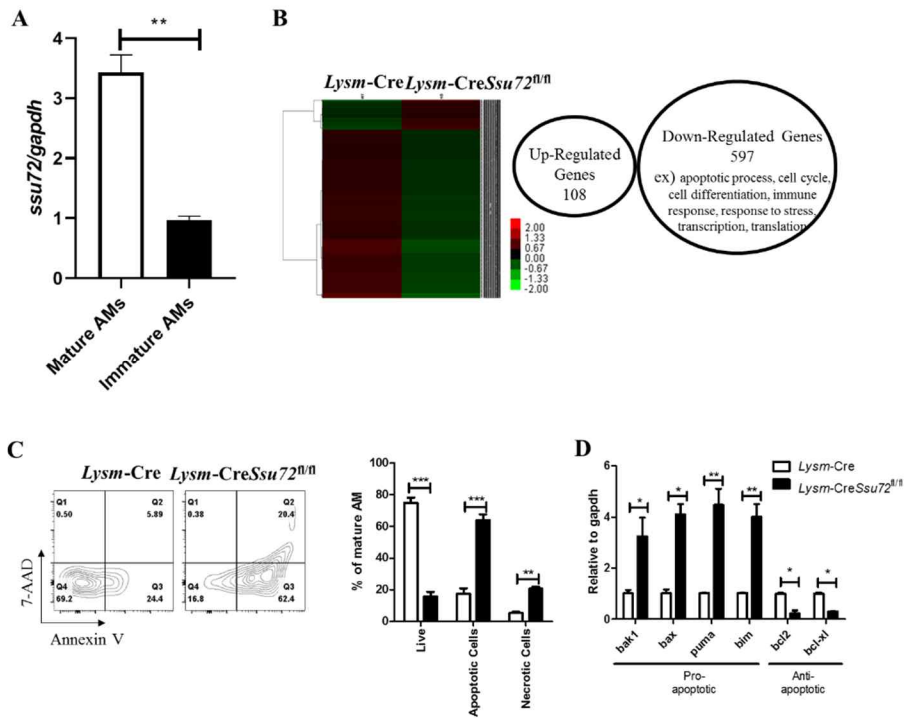 A
**
4
3
2
1
0
ssu72/gapdh
Mature AMs
Immature AMs
B
Lysm-Cre Lysm-CreSsu72fl/fl
2.00
1.33
0.67
0.00
-0.67
-1.33
-2.00
Up-Regulated
Genes
108
Down-Regulated Genes
597
ex) apoptotic process, cell cycle,
cell differentiation, immune
response, response to stress,
transcription, translation
C
Lysm-Cre Lysm-CreSsu72fl/fl
Q1
0.50
Q2
5.89
Q4
69.2
Q3
24.4
Q1
0.38
Q2
20.4
Q4
16.8
Q3
62.4
7-AAD
Annexin V
% of mature AM
100
80
60
40
20
0
***
***
**
Live
Apoptotic Cells
Necrotic Cells
D
Lysm-Cre
Lysm-CreSsu72fl/fl
Relative to gapdh
6
4
2
0
*
*
**
**
*
*
bak1
bax
puma
bim
bcl2
bcl-xl
Pro-
apoptotic
Anti-
apoptotic